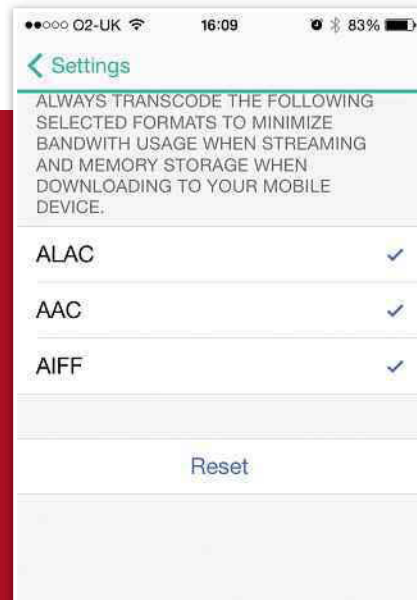 O2-UK 16:09 83%
Settings
ALWAYS TRANSCODE THE FOLLOWING
SELECTED FORMATS TO MINIMIZE
BANDWITH USAGE WHEN STREAMING
AND MEMORY STORAGE WHEN
DOWNLOADING TO YOUR MOBILE
DEVICE.
ALAC
AAC
AIFF
Reset